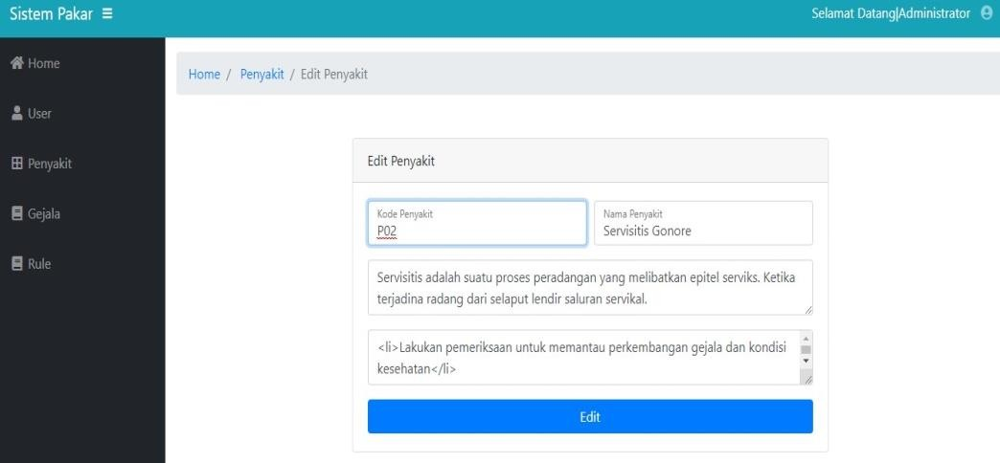 Sistem Pakar
Selamat Datang|Administrator
Home
User
Penyakit
Gejala
Rule
Home / Penyakit / Edit Penyakit
Edit Penyakit
Kode Penyakit
P02
Nama Penyakit
Servisitis Gonore
Servisitis adalah suatu proses peradangan yang melibatkan epitel serviks. Ketika
terjadina radang dari selaput lendir saluran servikal.
<li>Lakukan pemeriksaan untuk memantau perkembangan gejala dan kondisi
kesehatan</li>
Edit